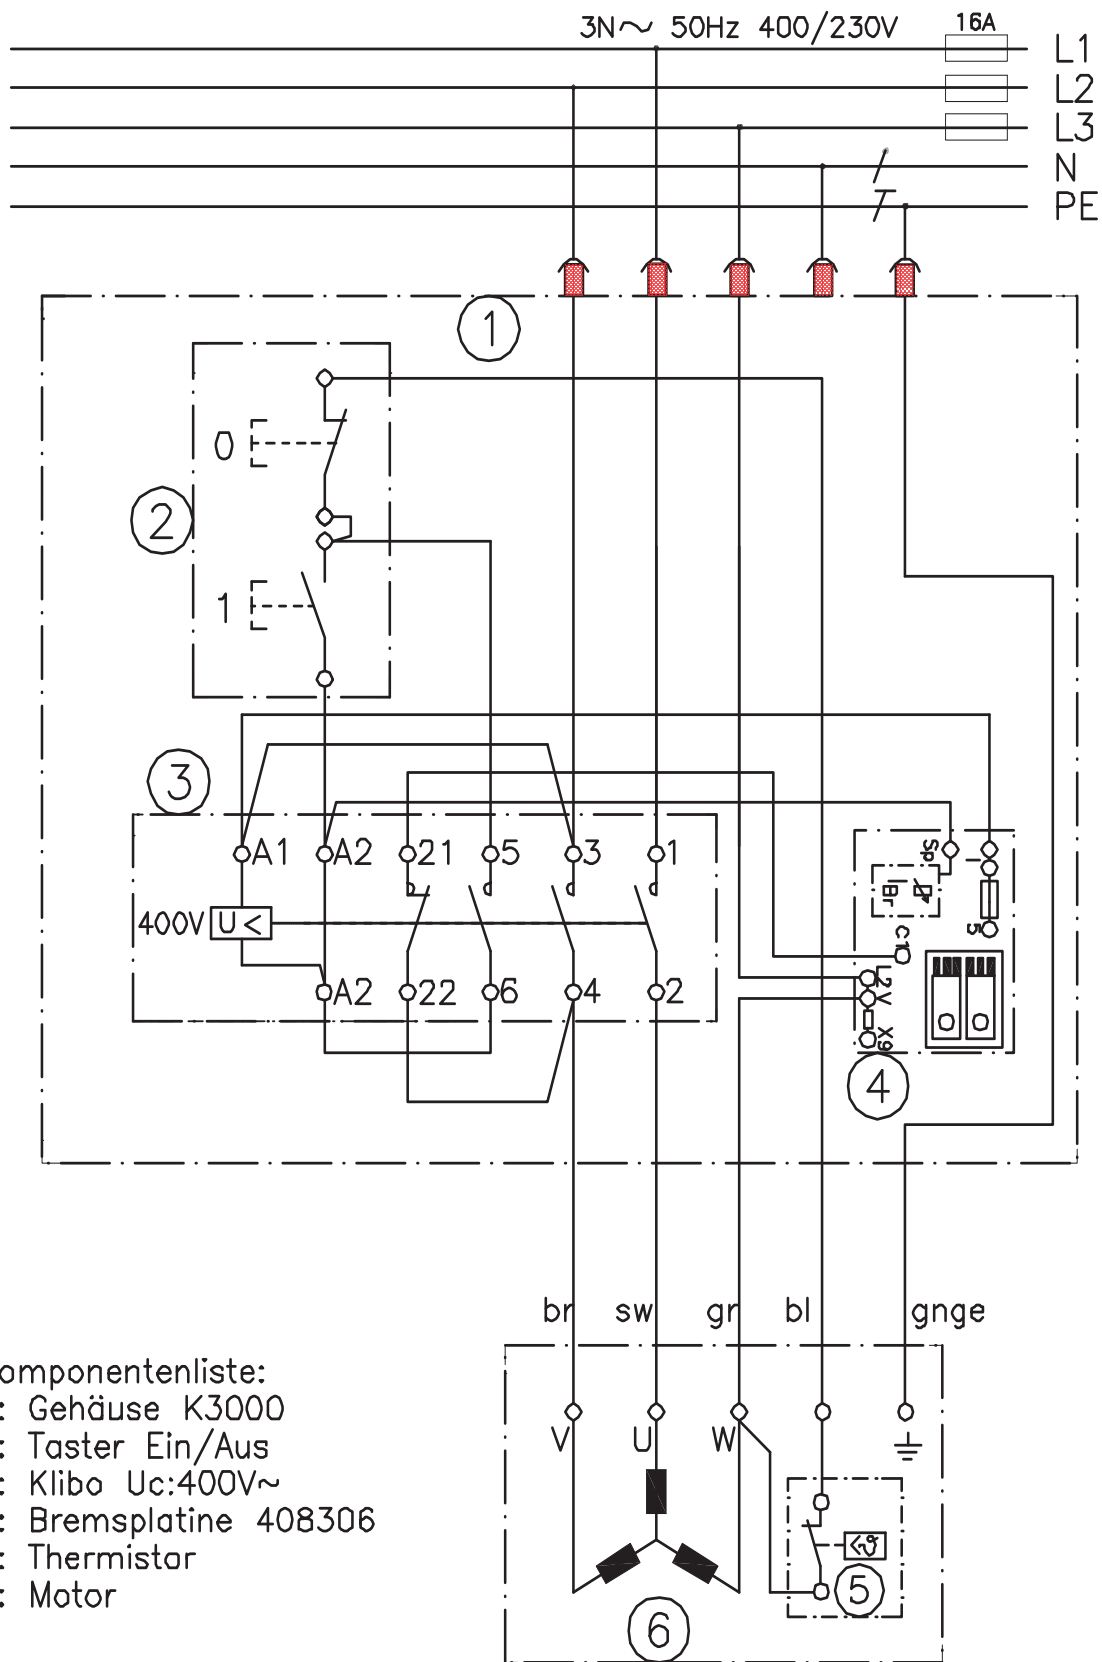 3N~ 50Hz 400/230V
16A
L1
L2
L3
N
PE
1
0
2
1
3
A1 A2 21 5 3 1
400V U<
A2 22 6 4 2
Sp
1
Br
5
C1
L2
V
X9
4
br sw gr bl gnge
V U W
<ϑ
5
6
omponentenliste:
: Gehäuse K3000
: Taster Ein/Aus
: Klibo Uc:400V~
: Bremsplatine 408306
: Thermistor
: Motor